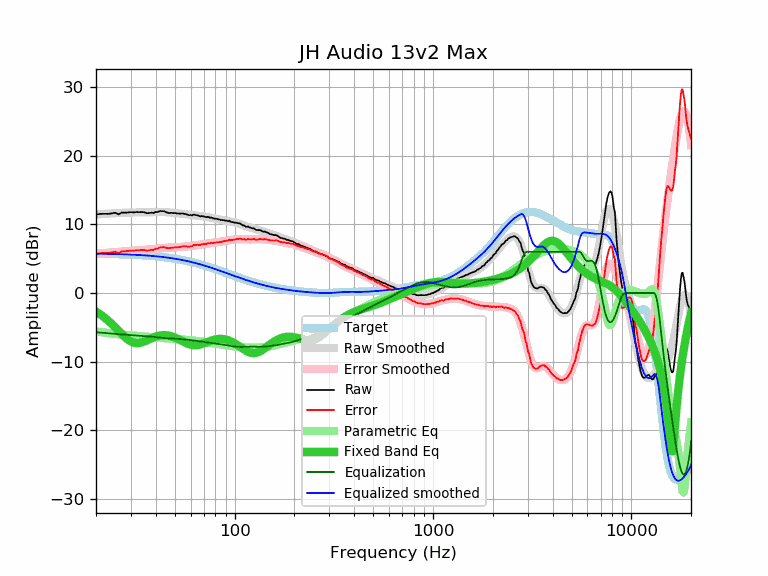 JH Audio 13v2 Max
Amplitude (dBr)
30
20
10
0
−10
−20
−30
Target
Raw Smoothed
Error Smoothed
Raw
Error
Parametric Eq
Fixed Band Eq
Equalization
Equalized smoothed
100
1000
10000
Frequency (Hz)